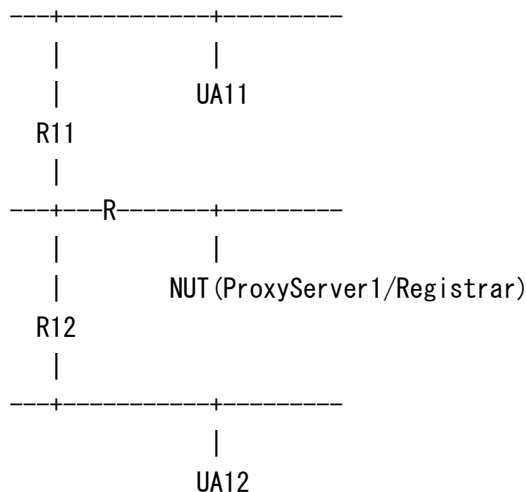 ---+-----------+---------
|           |
|         UA11
R11
|
---+---R-------+---------
|           |
|       NUT(ProxyServer1/Registrar)
R12
|
---+-----------+---------
|
UA12